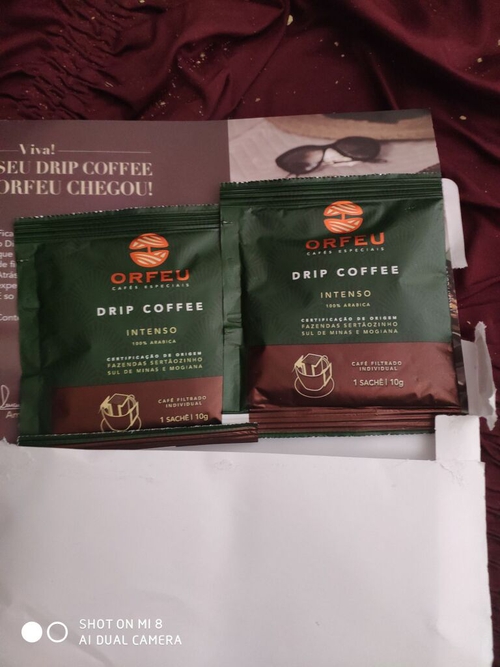 Viva!
SEU DRIP COFFEE
ORFEU CHEGOU!
ORFEU
CAFÉS ESPECIAIS
DRIP COFFEE
INTENSO
100% ARABICA
CERTIFICAÇÃO DE ORIGEM
FAZENDAS SERTÃOZINHO
SUL DE MINAS E MOGIANA
CAFÉ FILTRADO
INDIVIDUAL
1 SACHÊ | 10g
ORFEU
CAFÉS ESPECIAIS
DRIP COFFEE
INTENSO
100% ARABICA
CERTIFICAÇÃO DE ORIGEM
FAZENDAS SERTÃOZINHO
SUL DE MINAS E MOGIANA
CAFÉ FILTRADO
INDIVIDUAL
1 SACHÊ | 10g
SHOT ON MI 8
AI DUAL CAMERA